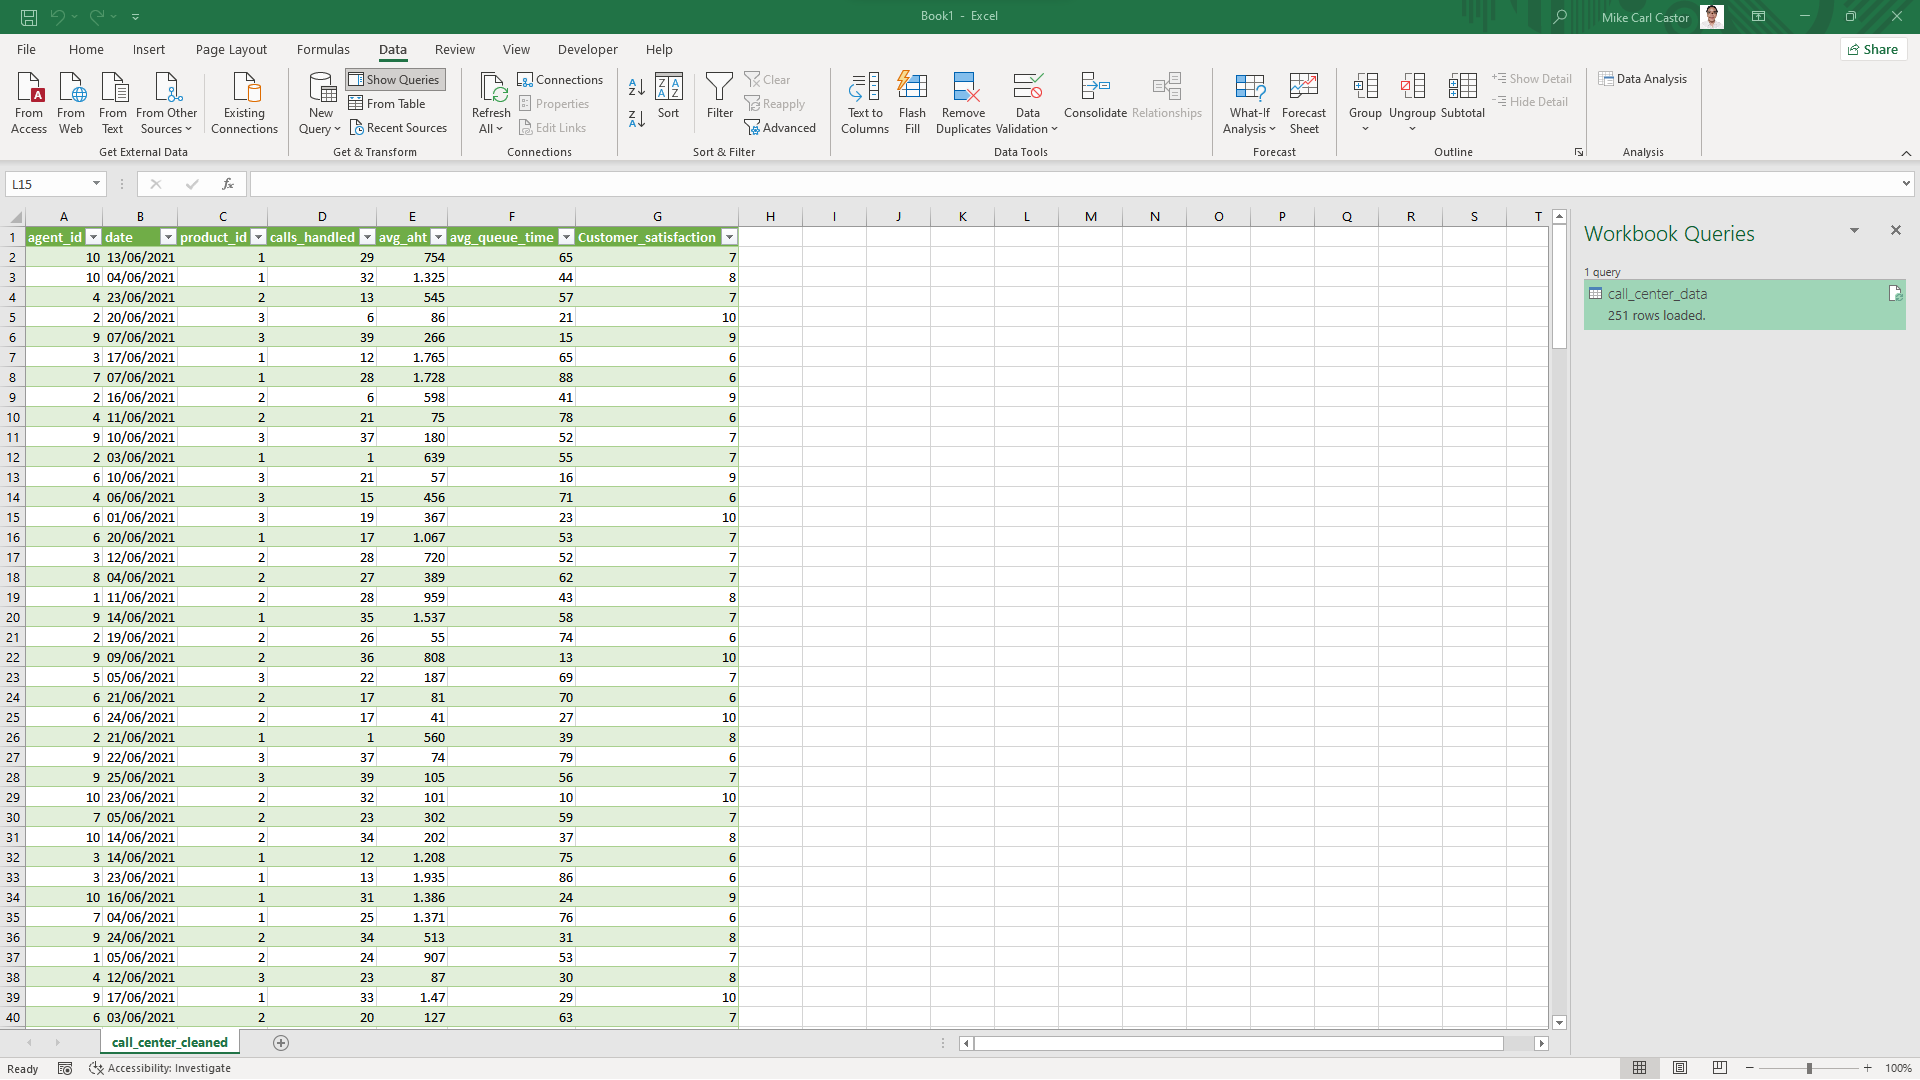 Book1 - Excel
Mike Carl Castor
File Home Insert Page Layout Formulas Data Review View Developer Help
Share
From Access
From Web
From Text
From Other Sources
Existing Connections
Get External Data
New Query
Show Queries
From Table
Recent Sources
Get & Transform
Refresh All
Connections
Properties
Edit Links
Connections
Sort
Filter
Clear
Reapply
Advanced
Sort & Filter
Text to Columns
Flash Fill
Remove Duplicates
Data Validation
Consolidate
Relationships
Data Tools
What-If Analysis
Forecast Sheet
Forecast
Group
Ungroup
Subtotal
Show Detail
Hide Detail
Outline
Data Analysis
Analysis
L15 fx
A B C D E F G H I J K L M N O P Q R S T
1 agent_id date product_id calls_handled avg_aht avg_queue_time Customer_satisfaction
2 10 13/06/2021 1 29 754 65 7
3 10 04/06/2021 1 32 1.325 44 8
4 4 23/06/2021 2 13 545 57 7
5 2 20/06/2021 3 6 86 21 10
6 9 07/06/2021 3 39 266 15 9
7 3 17/06/2021 1 12 1.765 65 6
8 7 07/06/2021 1 28 1.728 88 6
9 2 16/06/2021 2 6 598 41 9
10 4 11/06/2021 2 21 75 78 6
11 9 10/06/2021 3 37 180 52 7
12 2 03/06/2021 1 1 639 55 7
13 6 10/06/2021 3 21 57 16 9
14 4 06/06/2021 3 15 456 71 6
15 6 01/06/2021 3 19 367 23 10
16 6 20/06/2021 1 17 1.067 53 7
17 3 12/06/2021 2 28 720 52 7
18 8 04/06/2021 2 27 389 62 7
19 1 11/06/2021 2 28 959 43 8
20 9 14/06/2021 1 35 1.537 58 7
21 2 19/06/2021 2 26 55 74 6
22 9 09/06/2021 2 36 808 13 10
23 5 05/06/2021 3 22 187 69 7
24 6 21/06/2021 2 17 81 70 6
25 6 24/06/2021 2 17 41 27 10
26 2 21/06/2021 1 1 560 39 8
27 9 22/06/2021 3 37 74 79 6
28 9 25/06/2021 3 39 105 56 7
29 10 23/06/2021 2 32 101 10 10
30 7 05/06/2021 2 23 302 59 7
31 10 14/06/2021 2 34 202 37 8
32 3 14/06/2021 1 12 1.208 75 6
33 3 23/06/2021 1 13 1.935 86 6
34 10 16/06/2021 1 31 1.386 24 9
35 7 04/06/2021 1 25 1.371 76 6
36 9 24/06/2021 2 34 513 31 8
37 1 05/06/2021 2 24 907 53 7
38 4 12/06/2021 3 23 87 30 8
39 9 17/06/2021 1 33 1.47 29 10
40 6 03/06/2021 2 20 127 63 7
Workbook Queries
1 query
call_center_data
251 rows loaded.
call_center_cleaned
Ready Accessibility: Investigate
100%